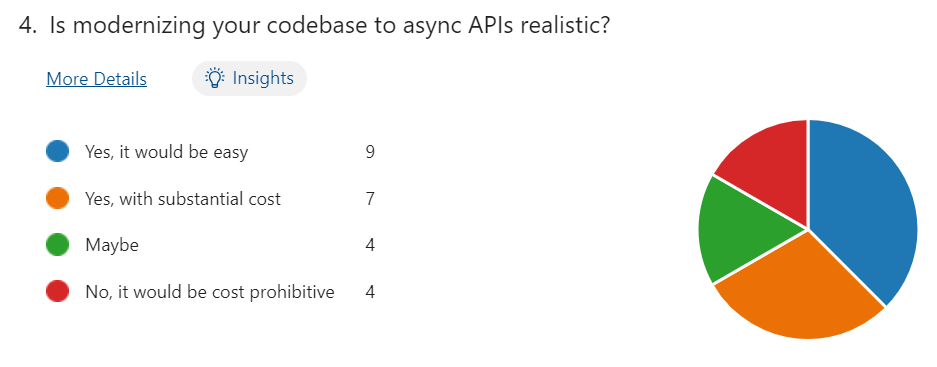 4. Is modernizing your codebase to async APIs realistic?
More Details Insights
Yes, it would be easy 9
Yes, with substantial cost 7
Maybe 4
No, it would be cost prohibitive 4